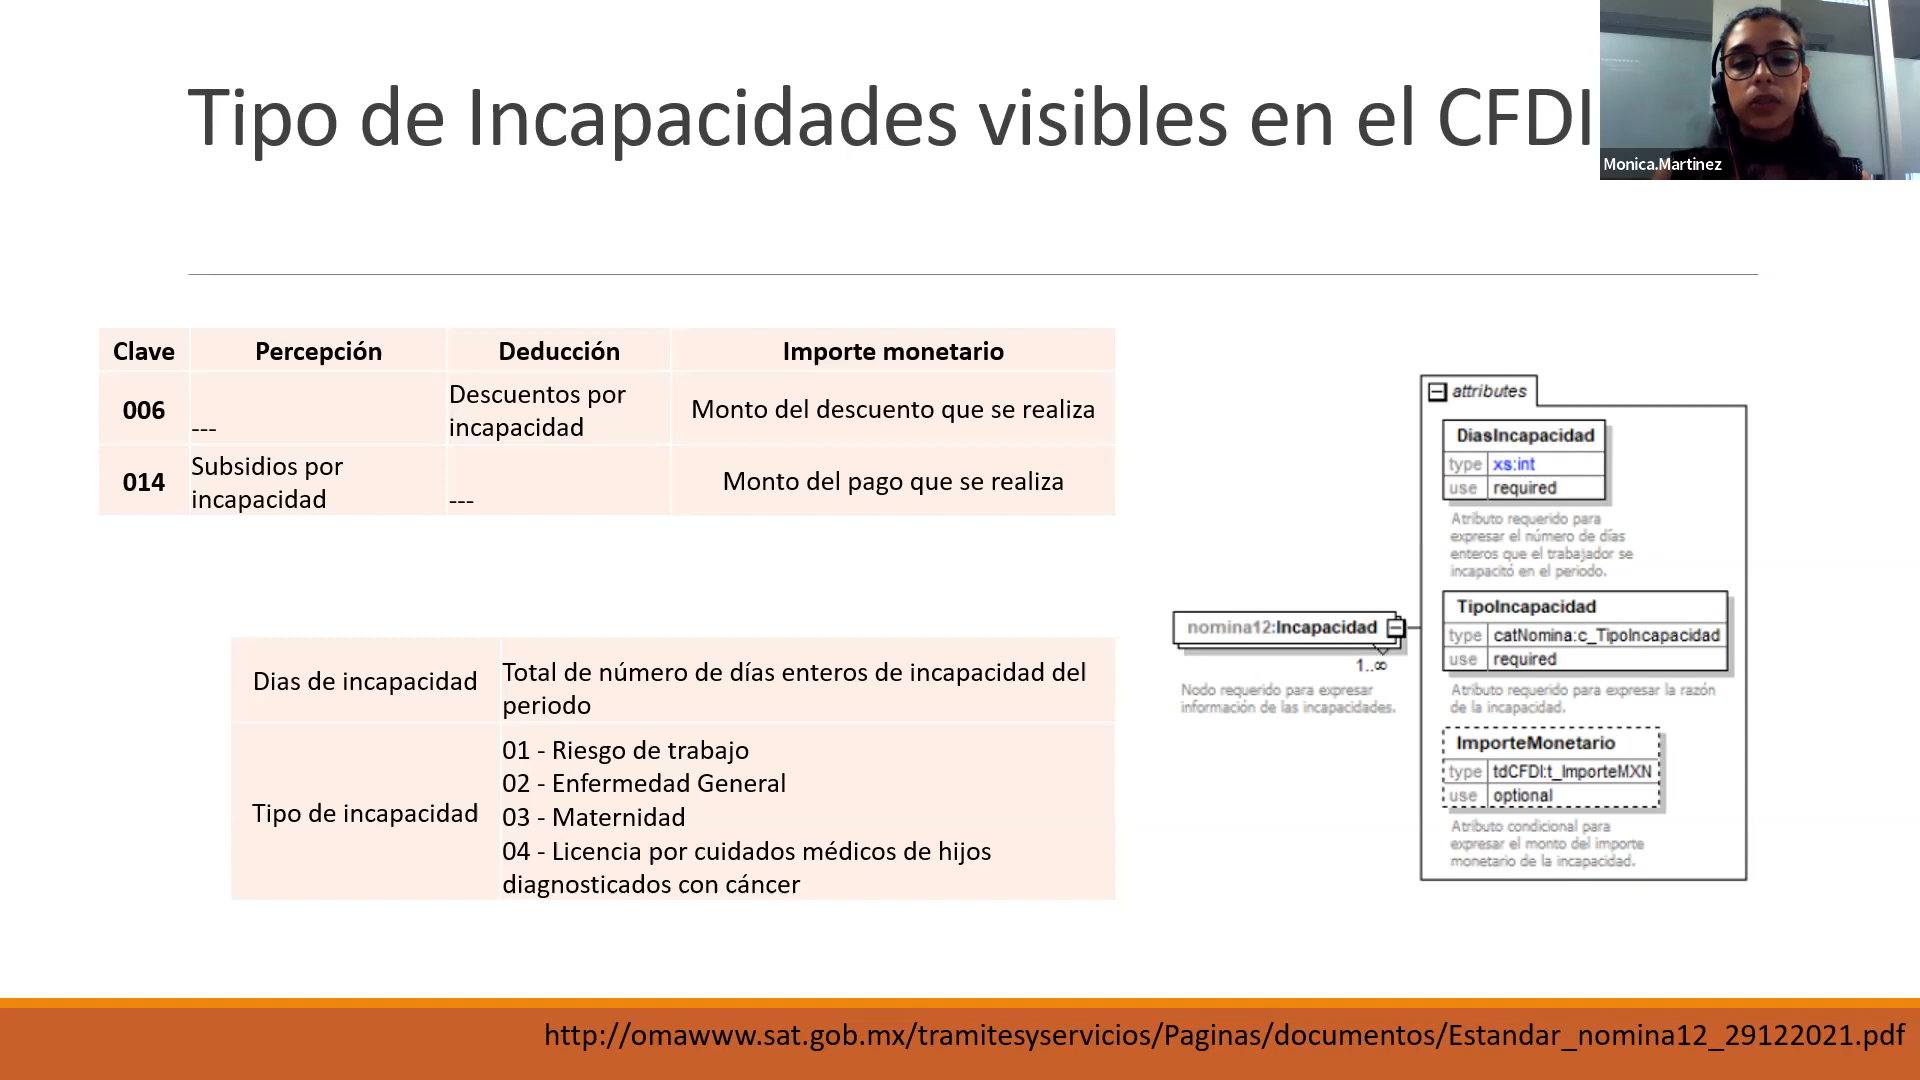 Tipo de Incapacidades visibles en el CFDI
Monica.Martinez
Clave Percepción Deducción Importe monetario
006 --- Descuentos por incapacidad Monto del descuento que se realiza
014 Subsidios por incapacidad --- Monto del pago que se realiza
Dias de incapacidad
Total de número de días enteros de incapacidad del
periodo
Tipo de incapacidad
01 - Riesgo de trabajo
02 - Enfermedad General
03 - Maternidad
04 - Licencia por cuidados médicos de hijos
diagnosticados con cáncer
nomina12:Incapacidad
1..∞
Nodo requerido para expresar
información de las incapacidades.
attributes
DiasIncapacidad
type xs:int
use required
Atributo requerido para
expresar el número de días
enteros que el trabajador se
incapacitó en el periodo.
TipoIncapacidad
type catNomina:c_TipoIncapacidad
use required
Atributo requerido para expresar la razón
de la incapacidad.
ImporteMonetario
type tdCFDI:t_ImporteMXN
use optional
Atributo condicional para
expresar el monto del importe
monetario de la incapacidad.
http://omawww.sat.gob.mx/tramitesyservicios/Paginas/documentos/Estandar_nomina12_29122021.pdf